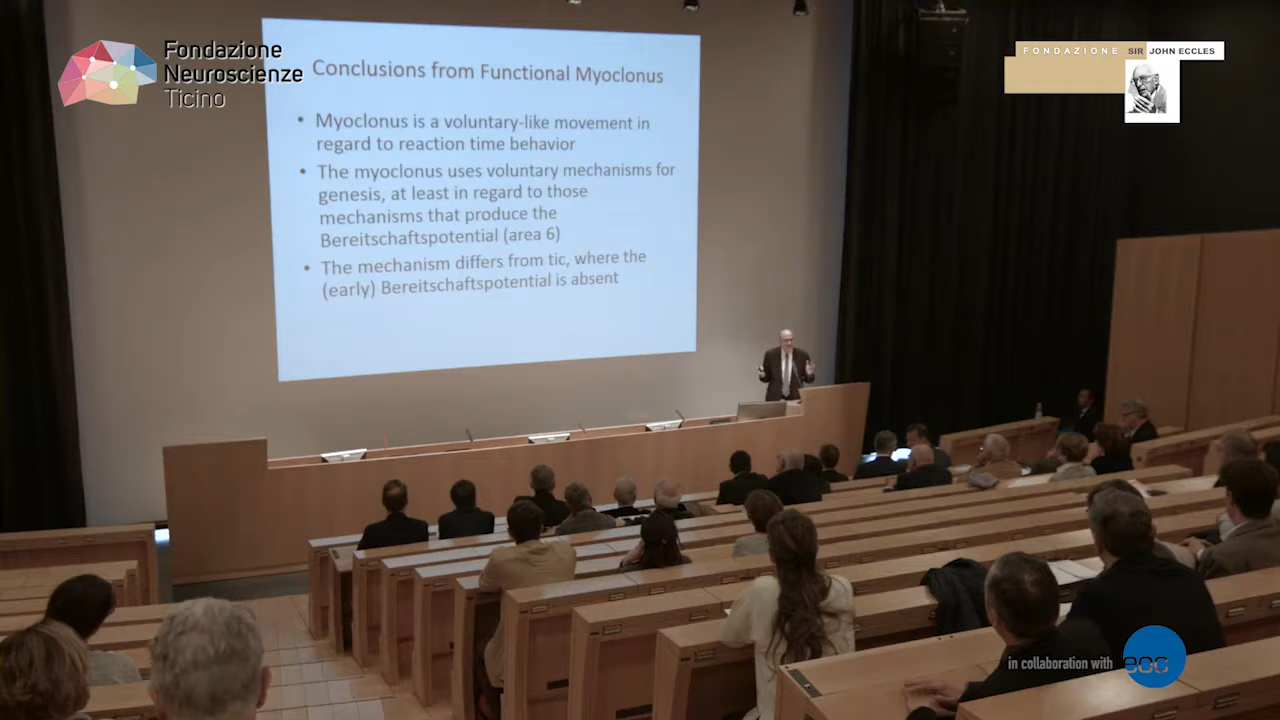 Fondazione
Neuroscienze
Ticino
FONDAZIONE SIR JOHN ECCLES
Conclusions from Functional Myoclonus
• Myoclonus is a voluntary-like movement in
regard to reaction time behavior
• The myoclonus uses voluntary mechanisms for
genesis, at least in regard to those
mechanisms that produce the
Bereitschaftspotential (area 6)
• The mechanism differs from tic, where the
(early) Bereitschaftspotential is absent
in collaboration with
eoc